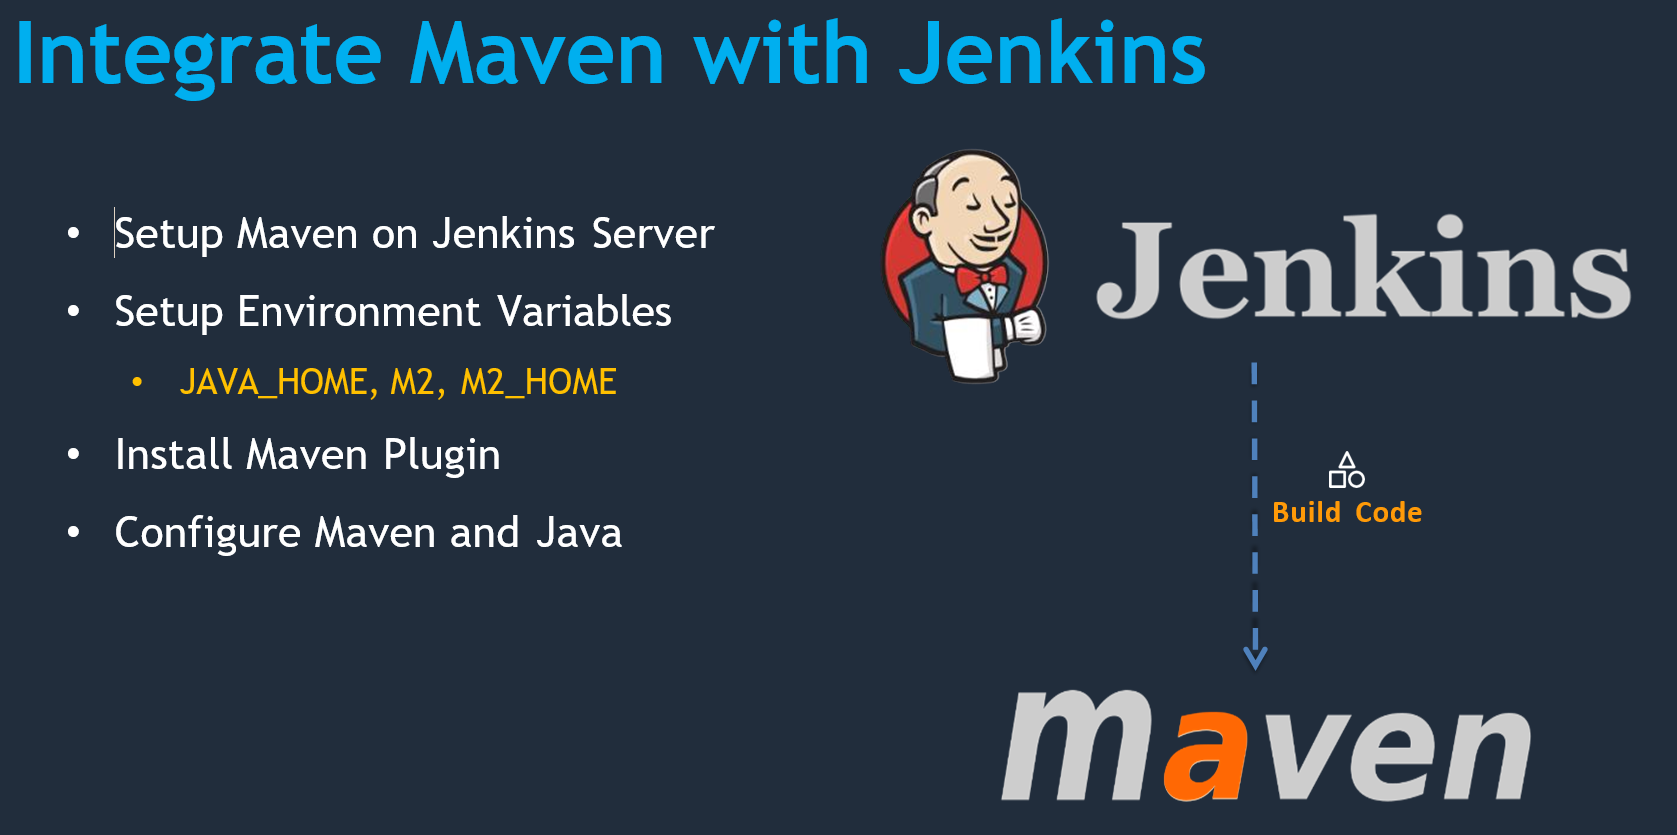 Integrate Maven with Jenkins
• Setup Maven on Jenkins Server
• Setup Environment Variables
• JAVA_HOME, M2, M2_HOME
• Install Maven Plugin
• Configure Maven and Java
Jenkins
Build Code
maven